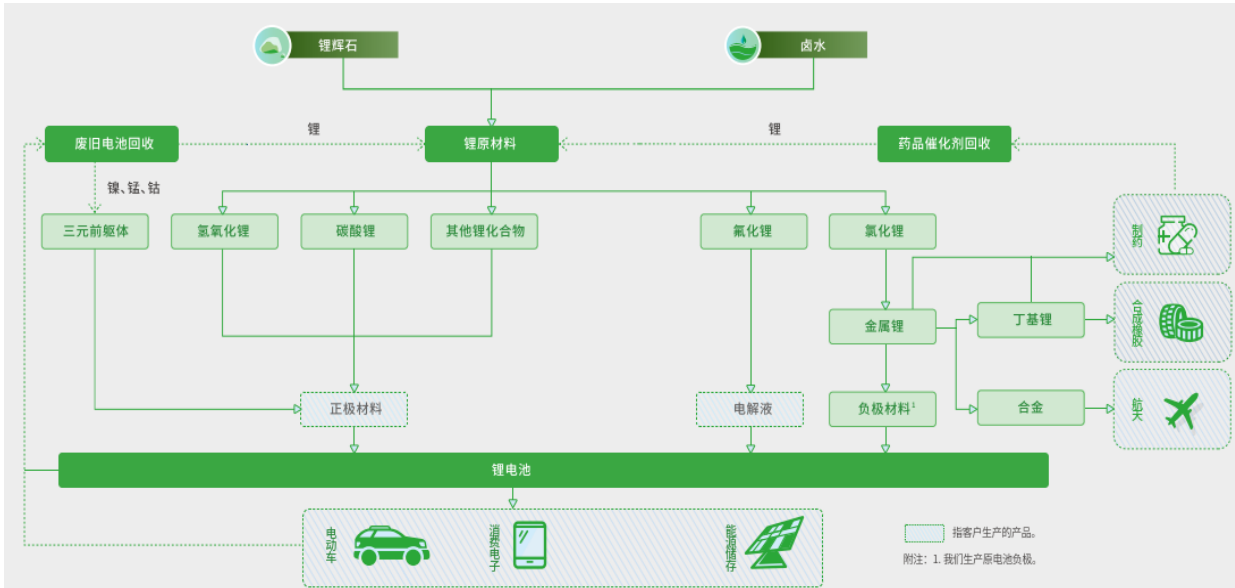 锂辉石
卤水
废旧电池回收
锂
锂原材料
锂
药品催化剂回收
镍、锰、钴
三元前躯体
氢氧化锂
碳酸锂
其他锂化合物
氟化锂
氯化锂
制药
金属锂
丁基锂
合成橡胶
正极材料
电解液
负极材料¹
合金
航天
锂电池
电动车
消费电子
能源储存
指客户生产的产品。
附注：1. 我们生产原电池负极。